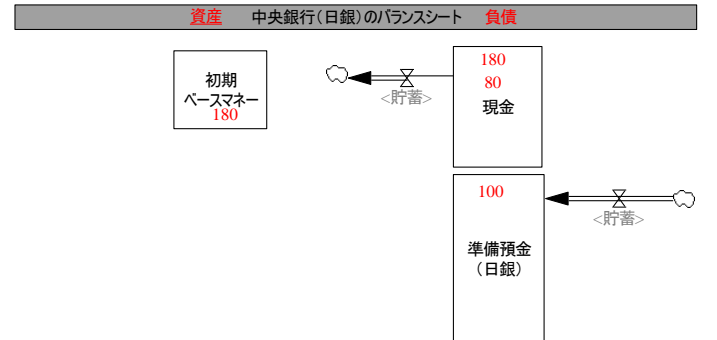 資産 中央銀行（日銀）のバランスシート 負債
初期
ベースマネー
180
<貯蓄>
180
80
現金
100
準備預金
（日銀）
<貯蓄>